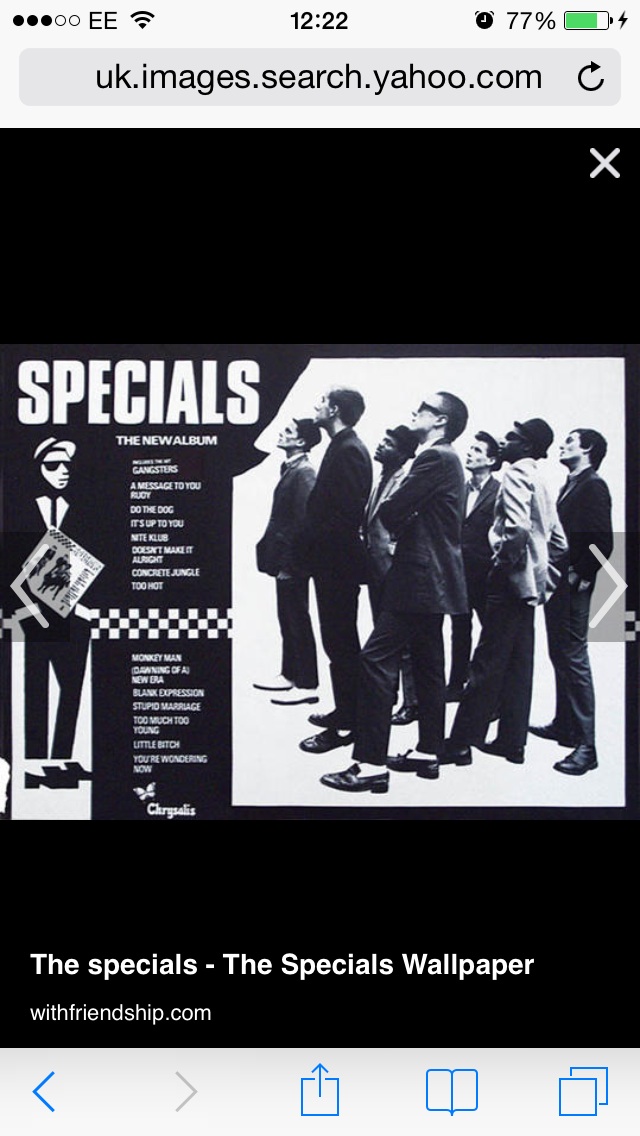 EE 12:22 77%
uk.images.search.yahoo.com
SPECIALS
THE NEW ALBUM
INCLUDES THE HIT
GANGSTERS
A MESSAGE TO YOU
RUDY
DO THE DOG
IT'S UP TO YOU
NITE KLUB
DOESN'T MAKE IT
ALRIGHT
CONCRETE JUNGLE
TOO HOT
MONKEY MAN
(DAWNING OF A)
NEW ERA
BLANK EXPRESSION
STUPID MARRIAGE
TOO MUCH TOO
YOUNG
LITTLE BITCH
YOU'RE WONDERING
NOW
Chrysalis
The specials - The Specials Wallpaper
withfriendship.com